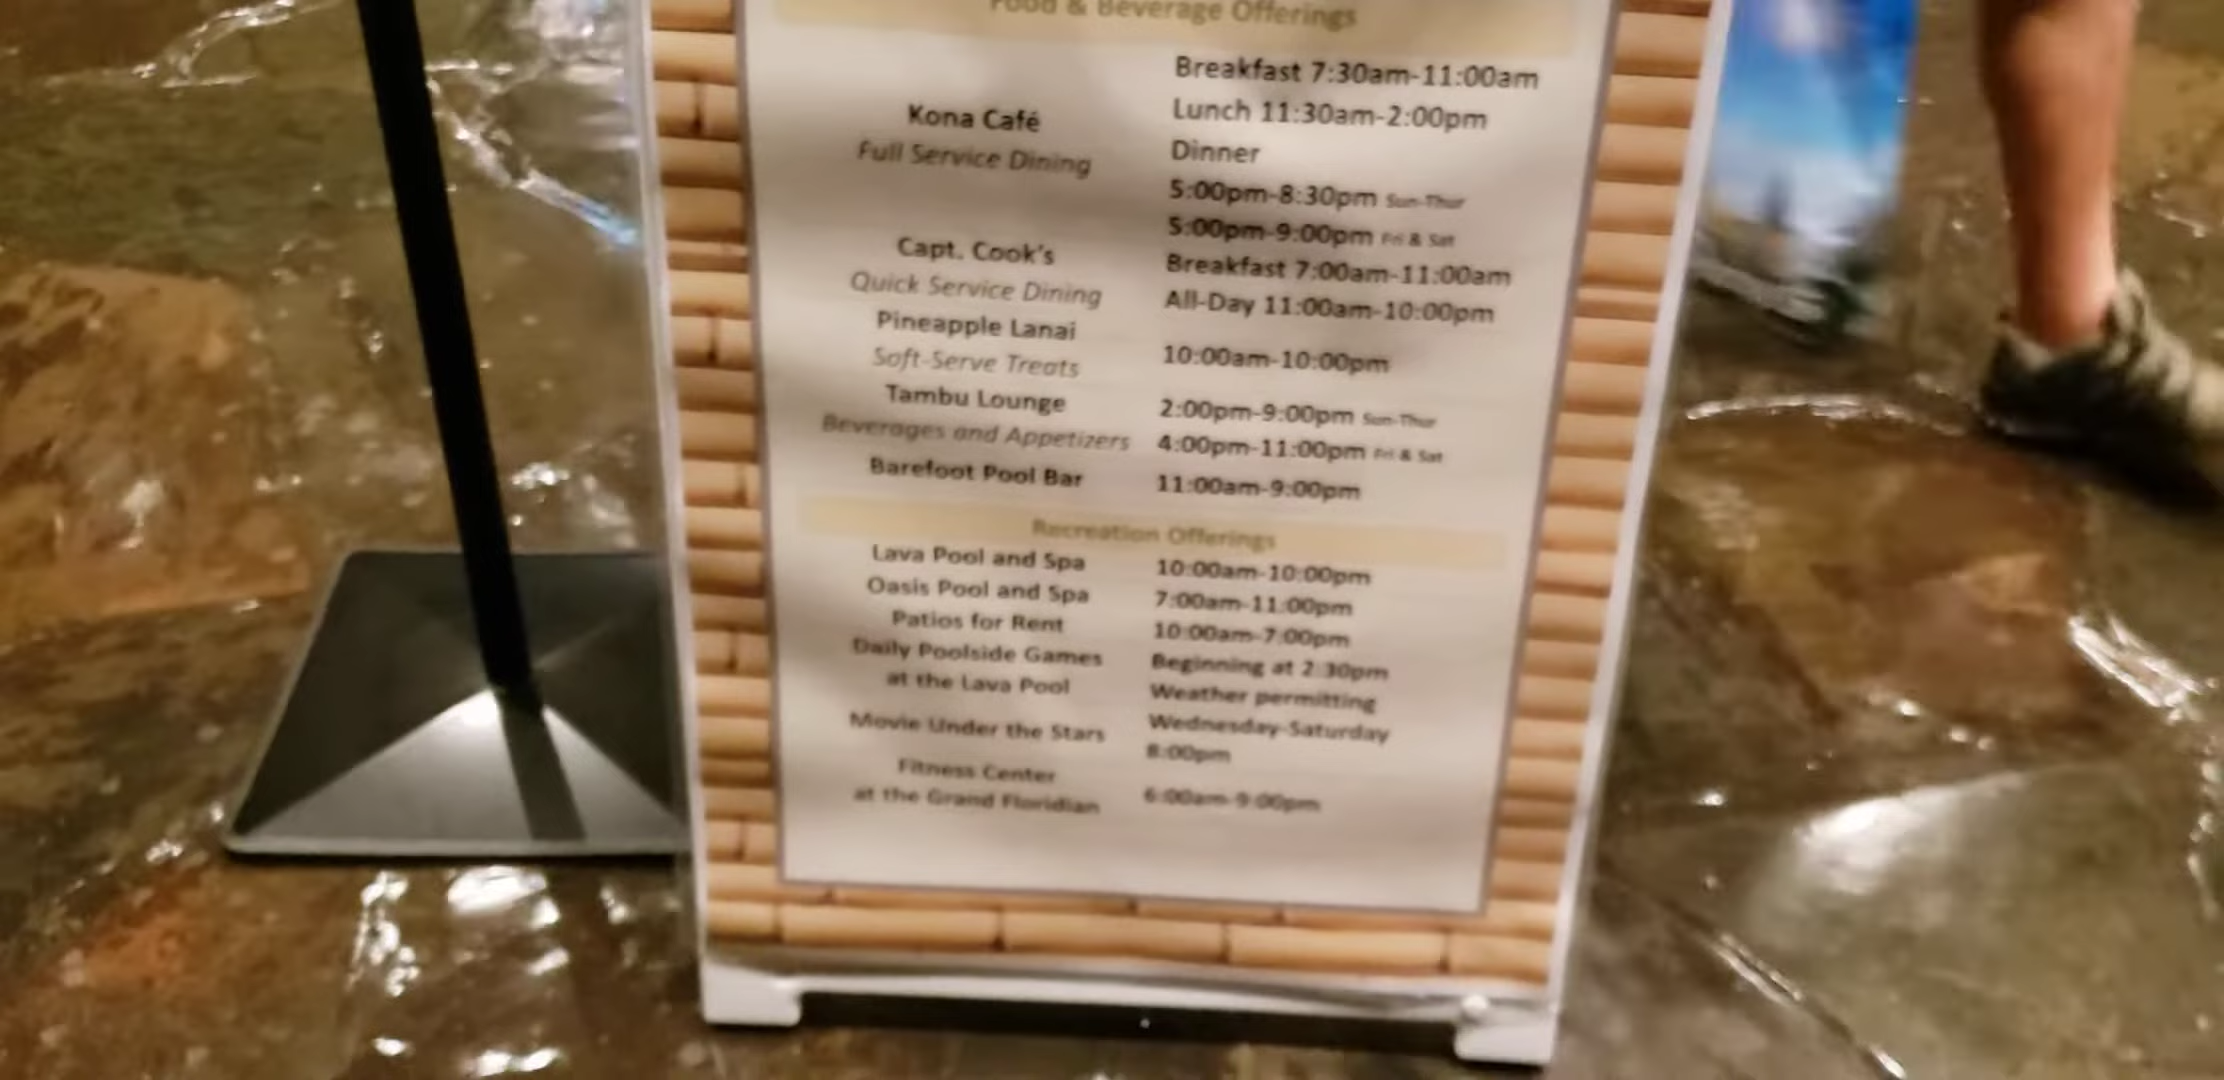 Food & Beverage Offerings
Breakfast 7:30am-11:00am
Kona Café
Lunch 11:30am-2:00pm
Full Service Dining
Dinner
5:00pm-8:30pm Sun-Thur
5:00pm-9:00pm Fri & Sat
Capt. Cook's
Breakfast 7:00am-11:00am
Quick Service Dining
All-Day 11:00am-10:00pm
Pineapple Lanai
Soft-Serve Treats
10:00am-10:00pm
Tambu Lounge
2:00pm-9:00pm Sun-Thur
Beverages and Appetizers
4:00pm-11:00pm Fri & Sat
Barefoot Pool Bar
11:00am-9:00pm
Recreation Offerings
Lava Pool and Spa
10:00am-10:00pm
Oasis Pool and Spa
7:00am-11:00pm
Patios for Rent
10:00am-7:00pm
Daily Poolside Games
Beginning at 2:30pm
at the Lava Pool
Weather permitting
Movie Under the Stars
Wednesday-Saturday
8:00pm
Fitness Center
at the Grand Floridian
6:00am-9:00pm